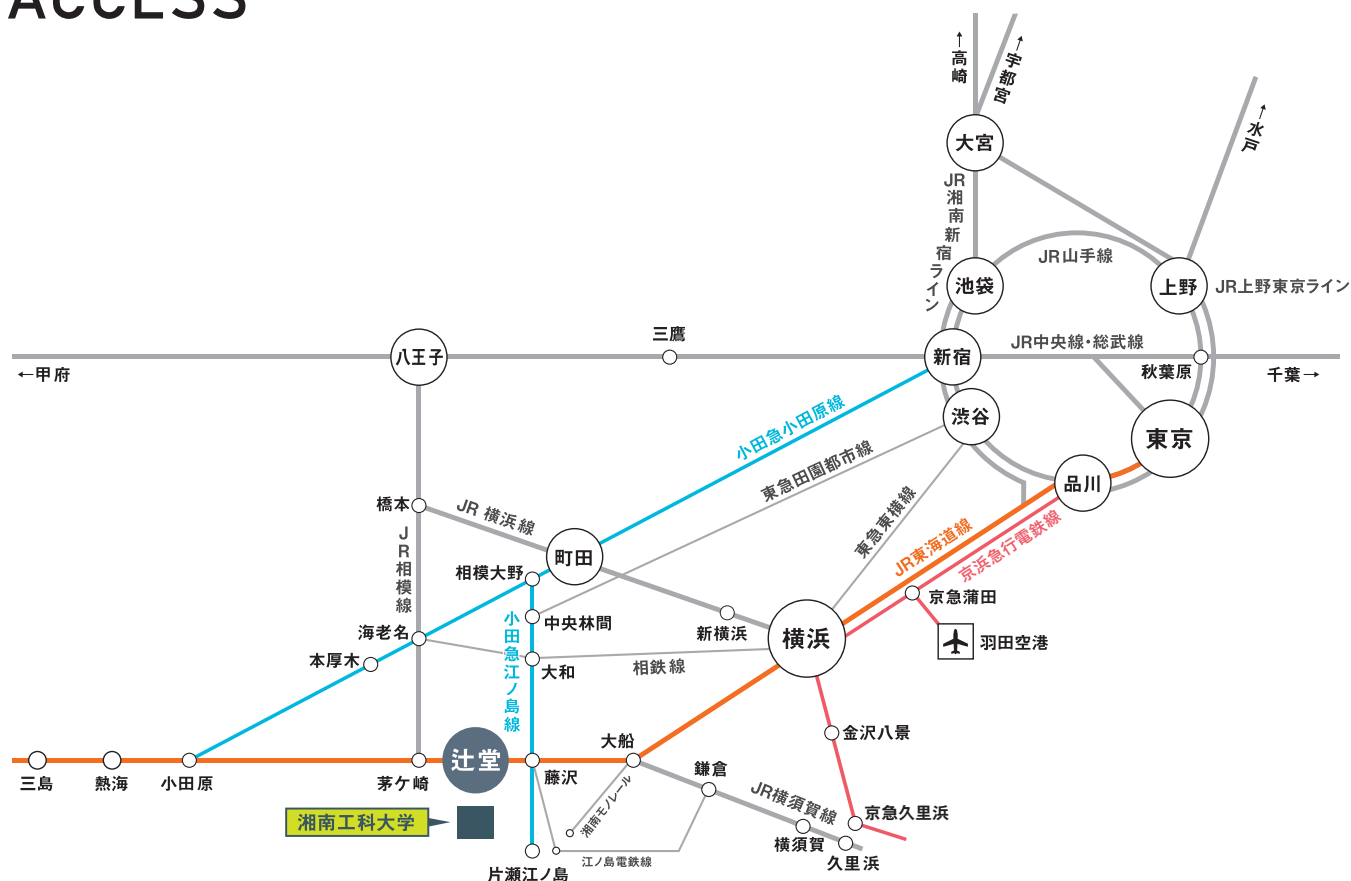 ACCESS
←高崎
←宇都宮
←水戸
大宮
JR湘南新宿ライン
JR山手線
池袋
上野
JR上野東京ライン
三鷹
JR中央線・総武線
八王子
新宿
秋葉原
←甲府
千葉→
渋谷
東京
小田急小田原線
東急田園都市線
品川
橋本
JR 横浜線
東急東横線
JR東海道線
京浜急行電鉄線
JR相模線
町田
相模大野
京急蒲田
小田急江ノ島線
中央林間
新横浜
横浜
羽田空港
海老名
本厚木
大和
相鉄線
金沢八景
大船
辻堂
三島
熱海
小田原
茅ケ崎
藤沢
鎌倉
湘南モノレール
JR横須賀線
京急久里浜
湘南工科大学
横須賀
久里浜
江ノ島電鉄線
片瀬江ノ島